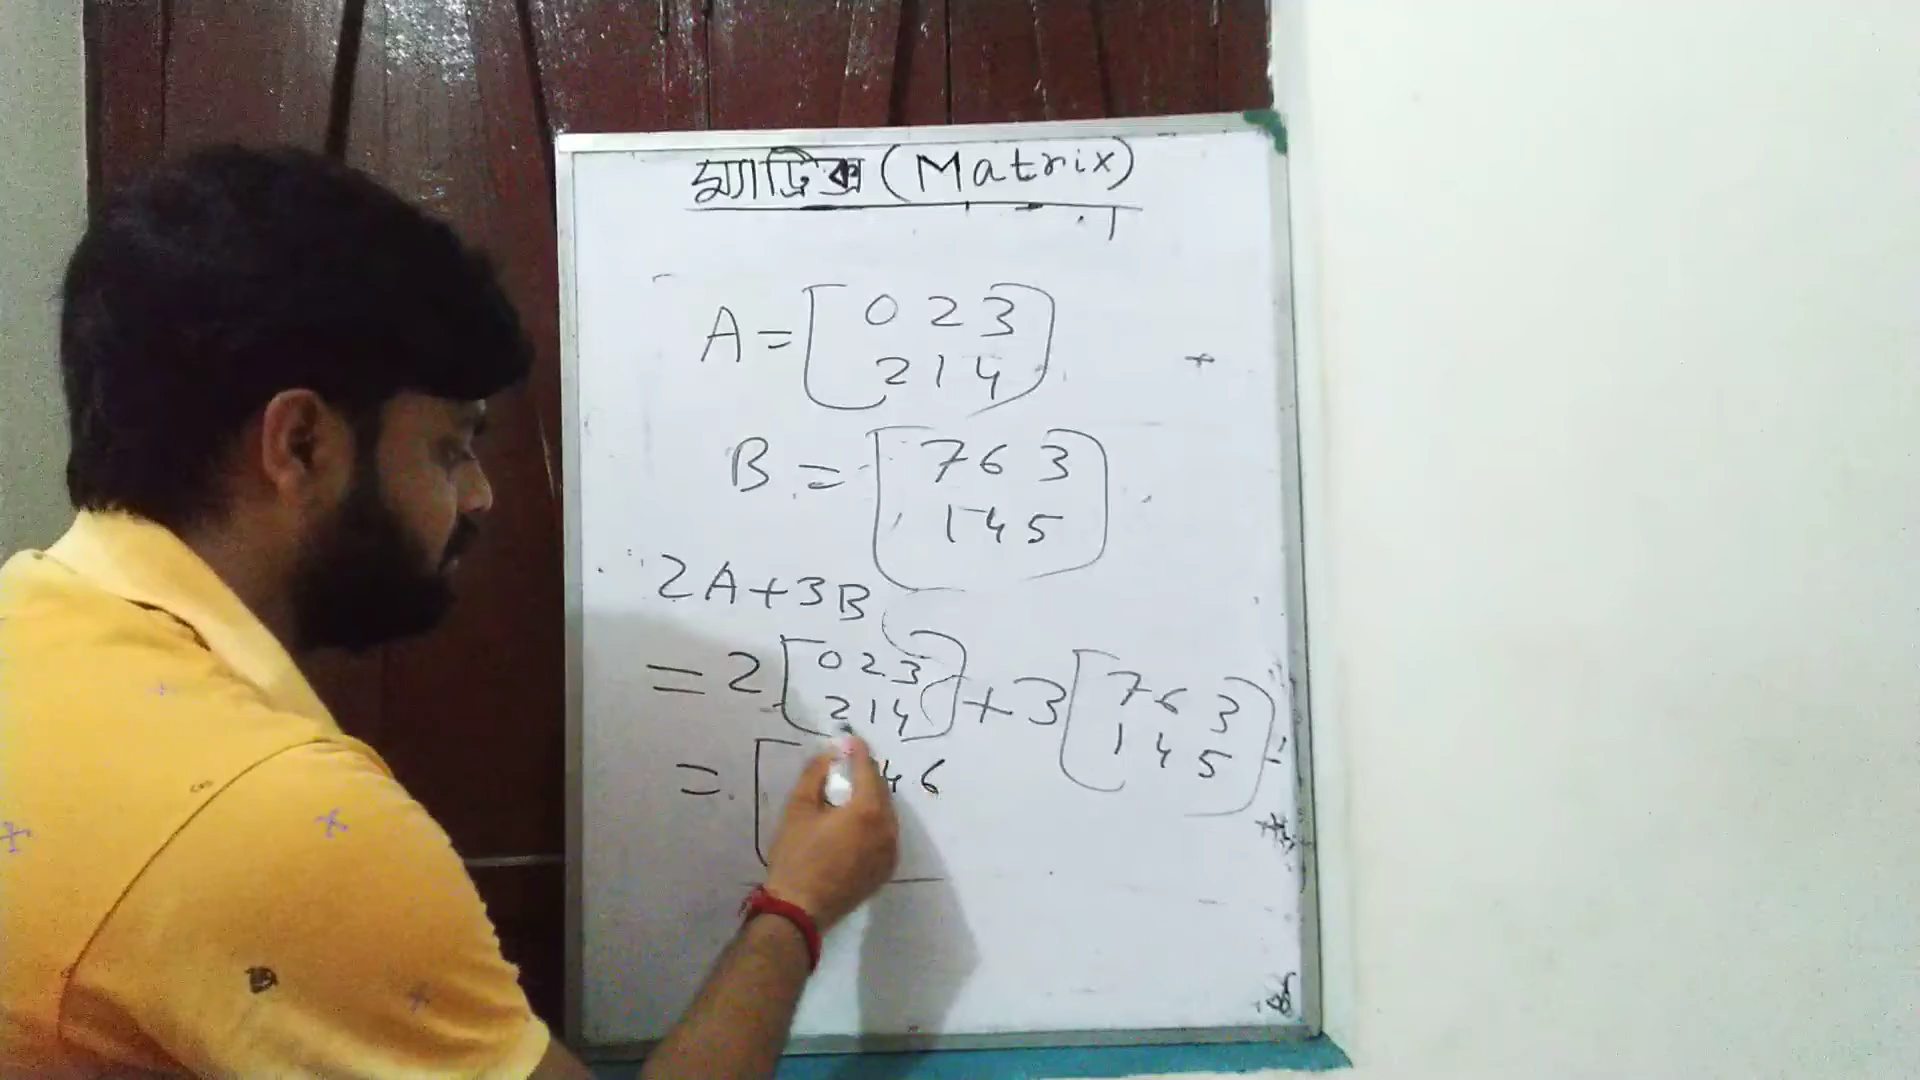 ম্যাট্রিক্স (Matrix)
A = [ 0 2 3
2 1 4 ]
B = [ 7 6 3
1 4 5 ]
2A+3B
= 2 [ 0 2 3
2 1 4 ] + 3 [ 7 6 3
1 4 5 ]
= [ 4 6